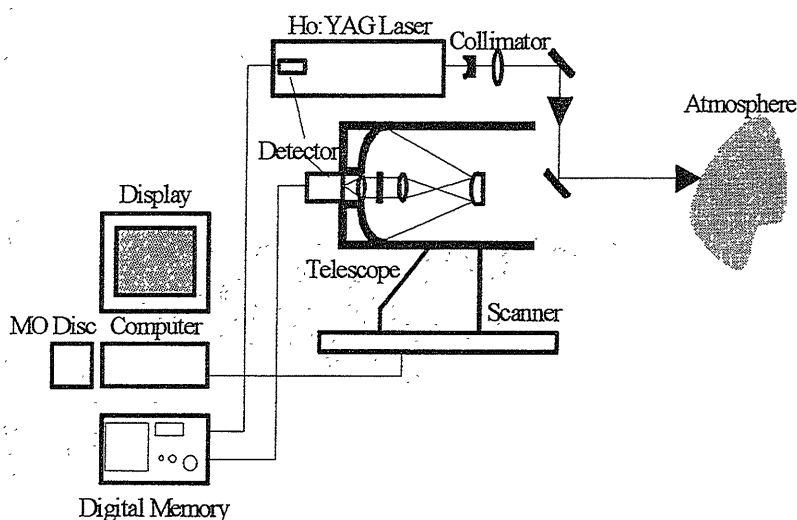 Ho:YAG Laser
Collimator
Atmosphere
Detector
Display
Telescope
Scanner
MO Disc Computer
Digital Memory